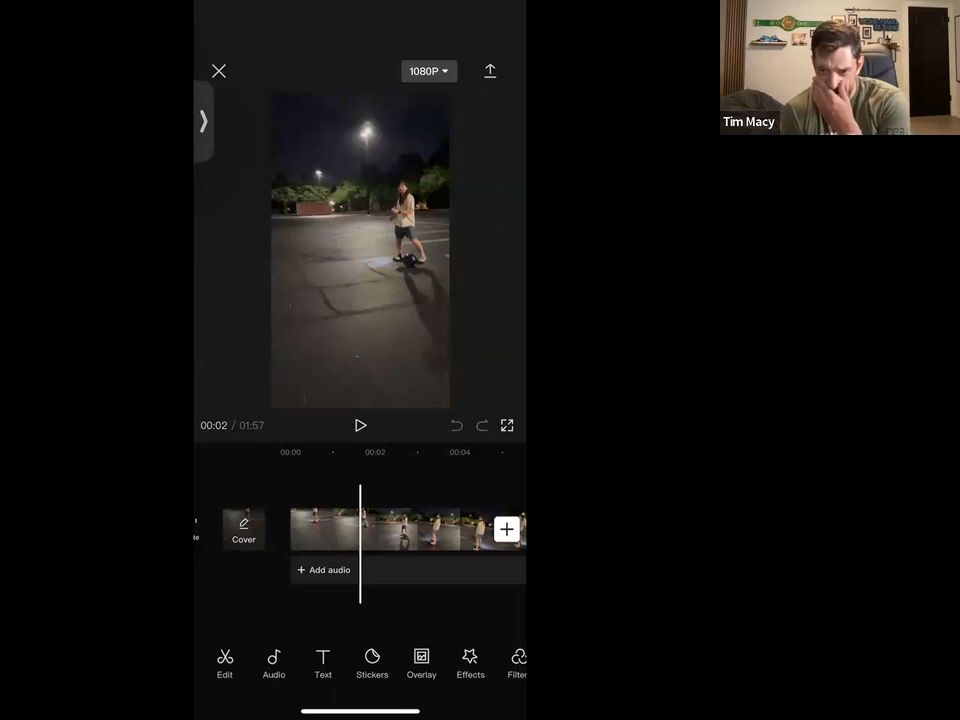 1080P
Tim Macy
00:02 / 01:57
00:00
00:02
00:04
Cover
+ Add audio
Edit
Audio
Text
Stickers
Overlay
Effects
Filter